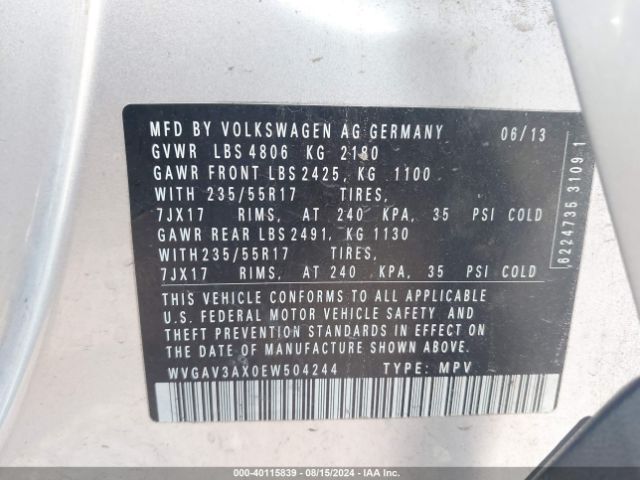 MFD BY VOLKSWAGEN AG GERMANY 06/13
GVWR LBS 4806 KG 2180
GAWR FRONT LBS 2425, KG 1100
WITH 235/55R17 TIRES,
7JX17 RIMS, AT 240 KPA, 35 PSI COLD
GAWR REAR LBS 2491, KG 1130
WITH 235/55R17 TIRES,
7JX17 RIMS, AT 240 KPA, 35 PSI COLD
THIS VEHICLE CONFORMS TO ALL APPLICABLE
U.S. FEDERAL MOTOR VEHICLE SAFETY AND
THEFT PREVENTION STANDARDS IN EFFECT ON
THE DATE OF MANUFACTURE SHOWN ABOVE.
WVGAV3AX0EW504244 TYPE: MPV
6224735 3109 1
000-40115839 - 08/15/2024 - IAA Inc.